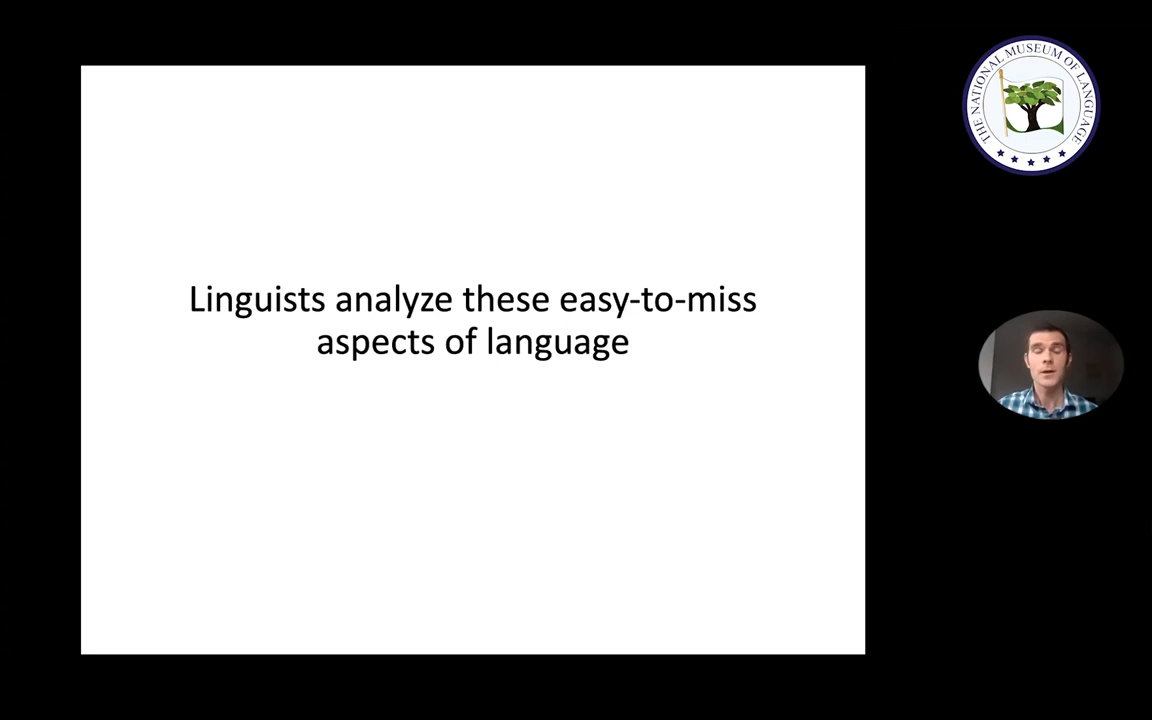 Linguists analyze these easy-to-miss
aspects of language
THE NATIONAL MUSEUM OF LANGUAGE